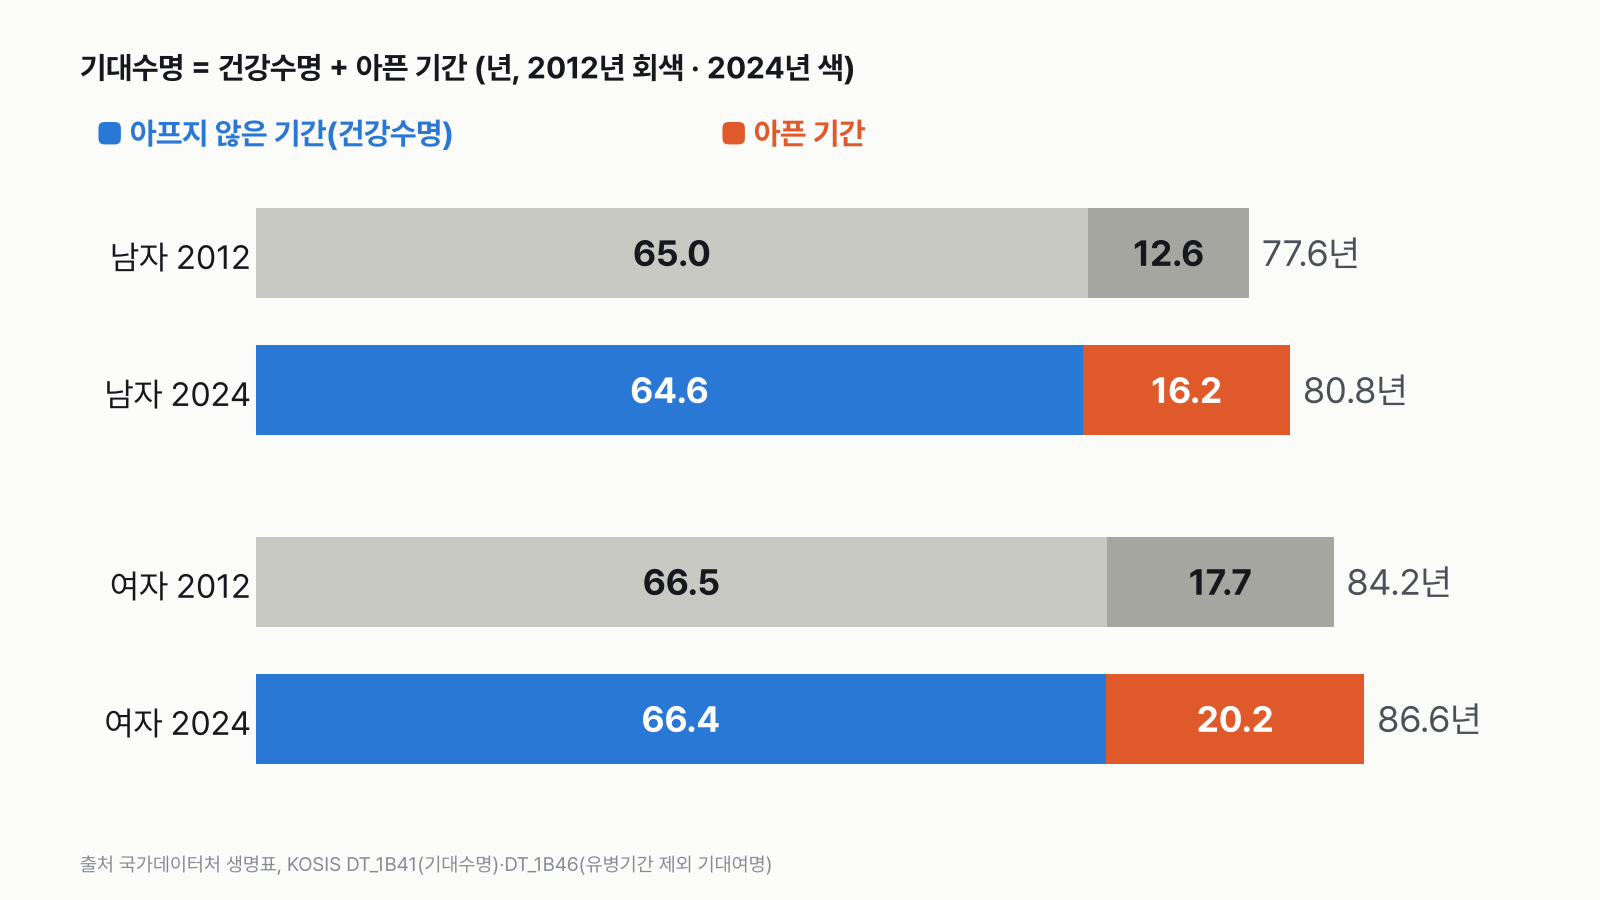 기대수명 = 건강수명 + 아픈 기간 (년, 2012년 회색 · 2024년 색)
아프지 않은 기간(건강수명) 아픈 기간
남자 2012 65.0 12.6 77.6년
남자 2024 64.6 16.2 80.8년
여자 2012 66.5 17.7 84.2년
여자 2024 66.4 20.2 86.6년
출처 국가데이터처 생명표, KOSIS DT_1B41(기대수명)·DT_1B46(유병기간 제외 기대여명)